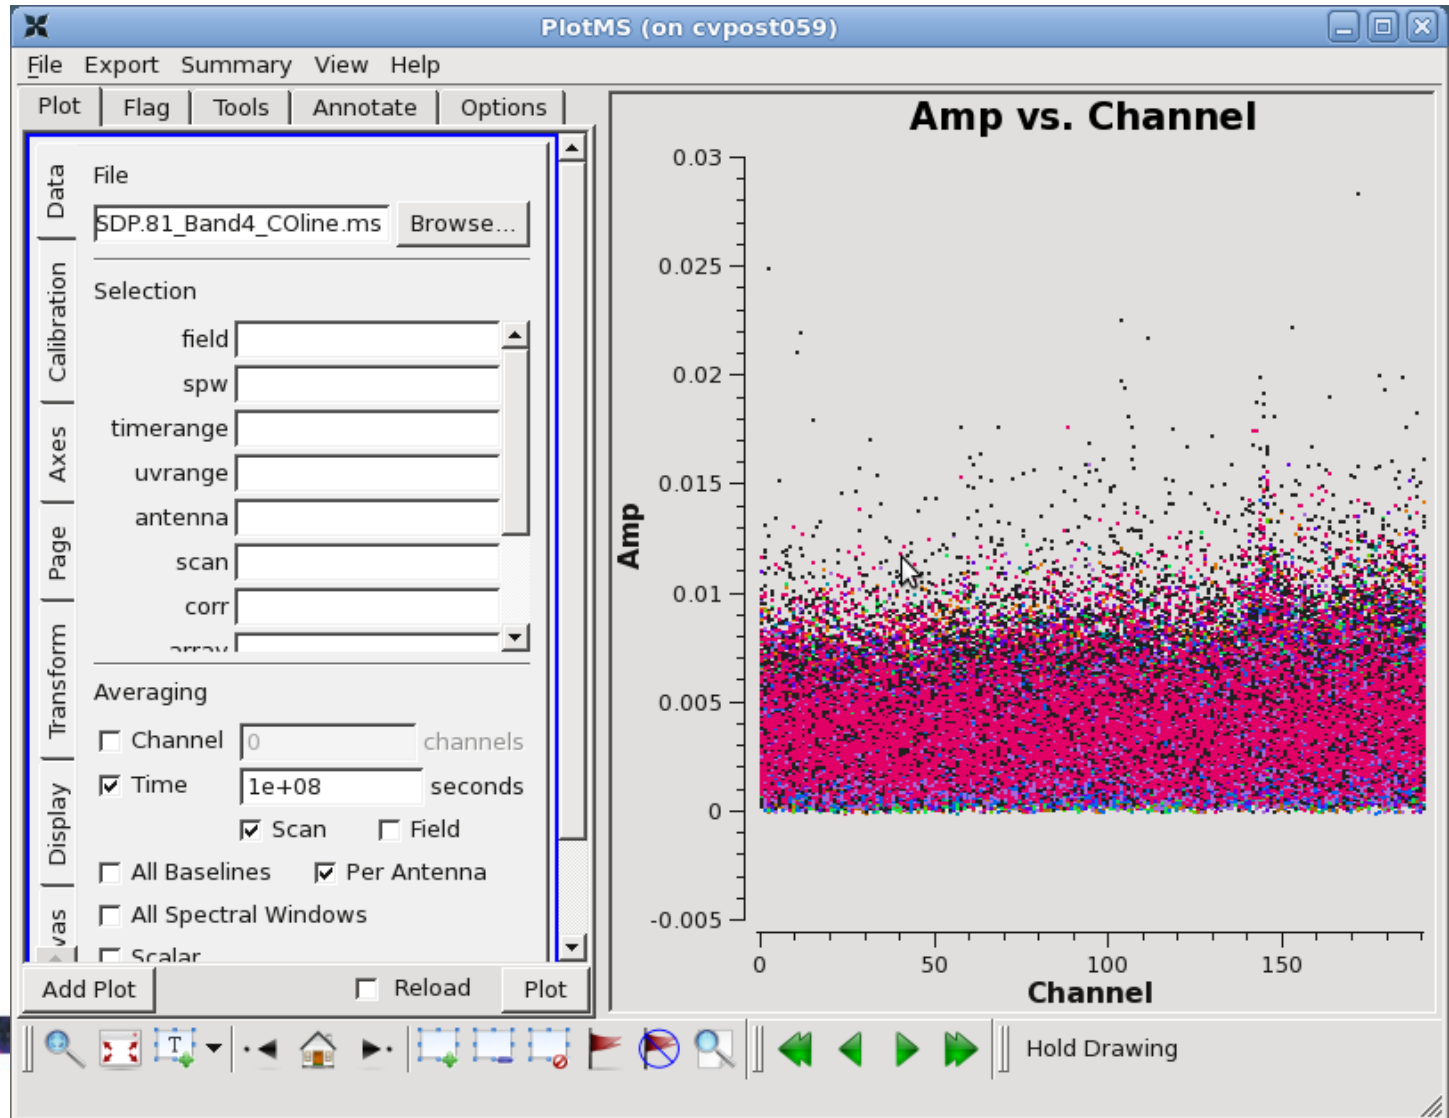 PlotMS (on cvpost059)
File Export Summary View Help
Plot Flag Tools Annotate Options
Data
Calibration
Axes
Page
Transform
Display
vas
File
SDP.81_Band4_COline.ms Browse...
Selection
field
spw
timerange
uvrange
antenna
scan
corr
array
Averaging
Channel 0 channels
Time 1e+08 seconds
Scan Field
All Baselines Per Antenna
All Spectral Windows
Scalar
Add Plot Reload Plot
Amp vs. Channel
Amp
0.03
0.025
0.02
0.015
0.01
0.005
0
-0.005
0 50 100 150
Channel
T
Hold Drawing